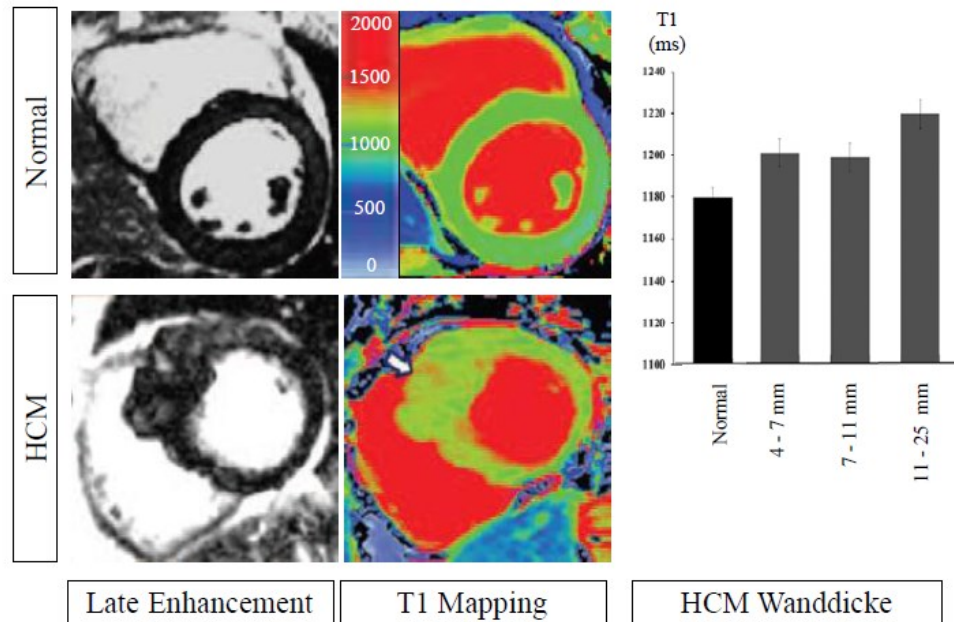 Normal
HCM
2000
1500
1000
500
0
T1
(ms)
1240
1220
1200
1180
1160
1140
1120
1100
Normal
4 - 7 mm
7 - 11 mm
11 - 25 mm
Late Enhancement
T1 Mapping
HCM Wanddicke